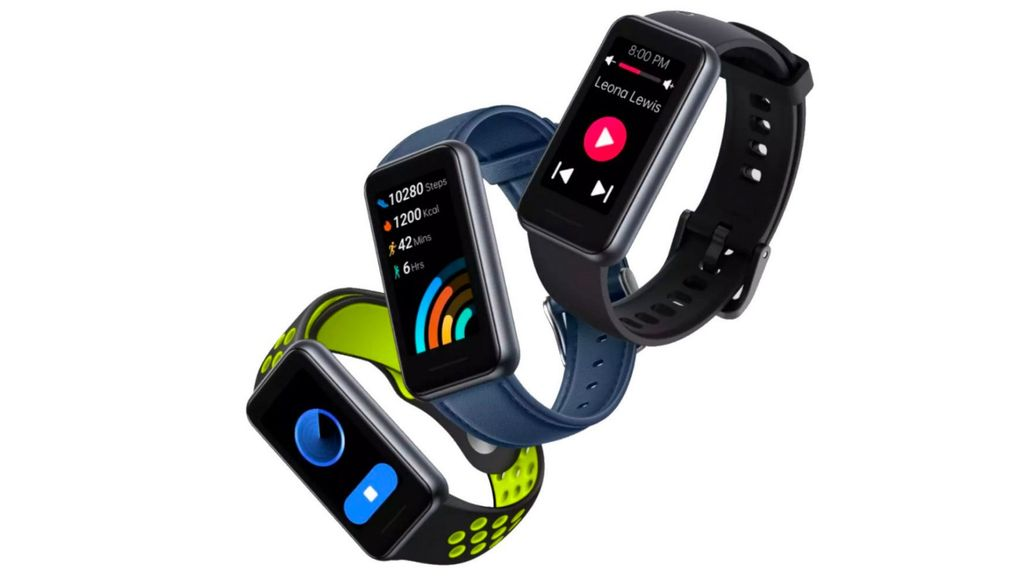 8:00 PM
Leona Lewis
10280 Steps
1200 Kcal
42 Mins
6 Hrs